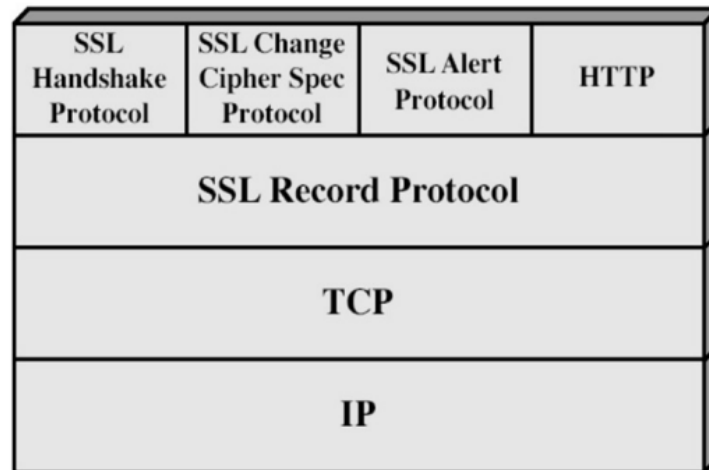 SSL
Handshake
Protocol
SSL Change
Cipher Spec
Protocol
SSL Alert
Protocol
HTTP
SSL Record Protocol
TCP
IP